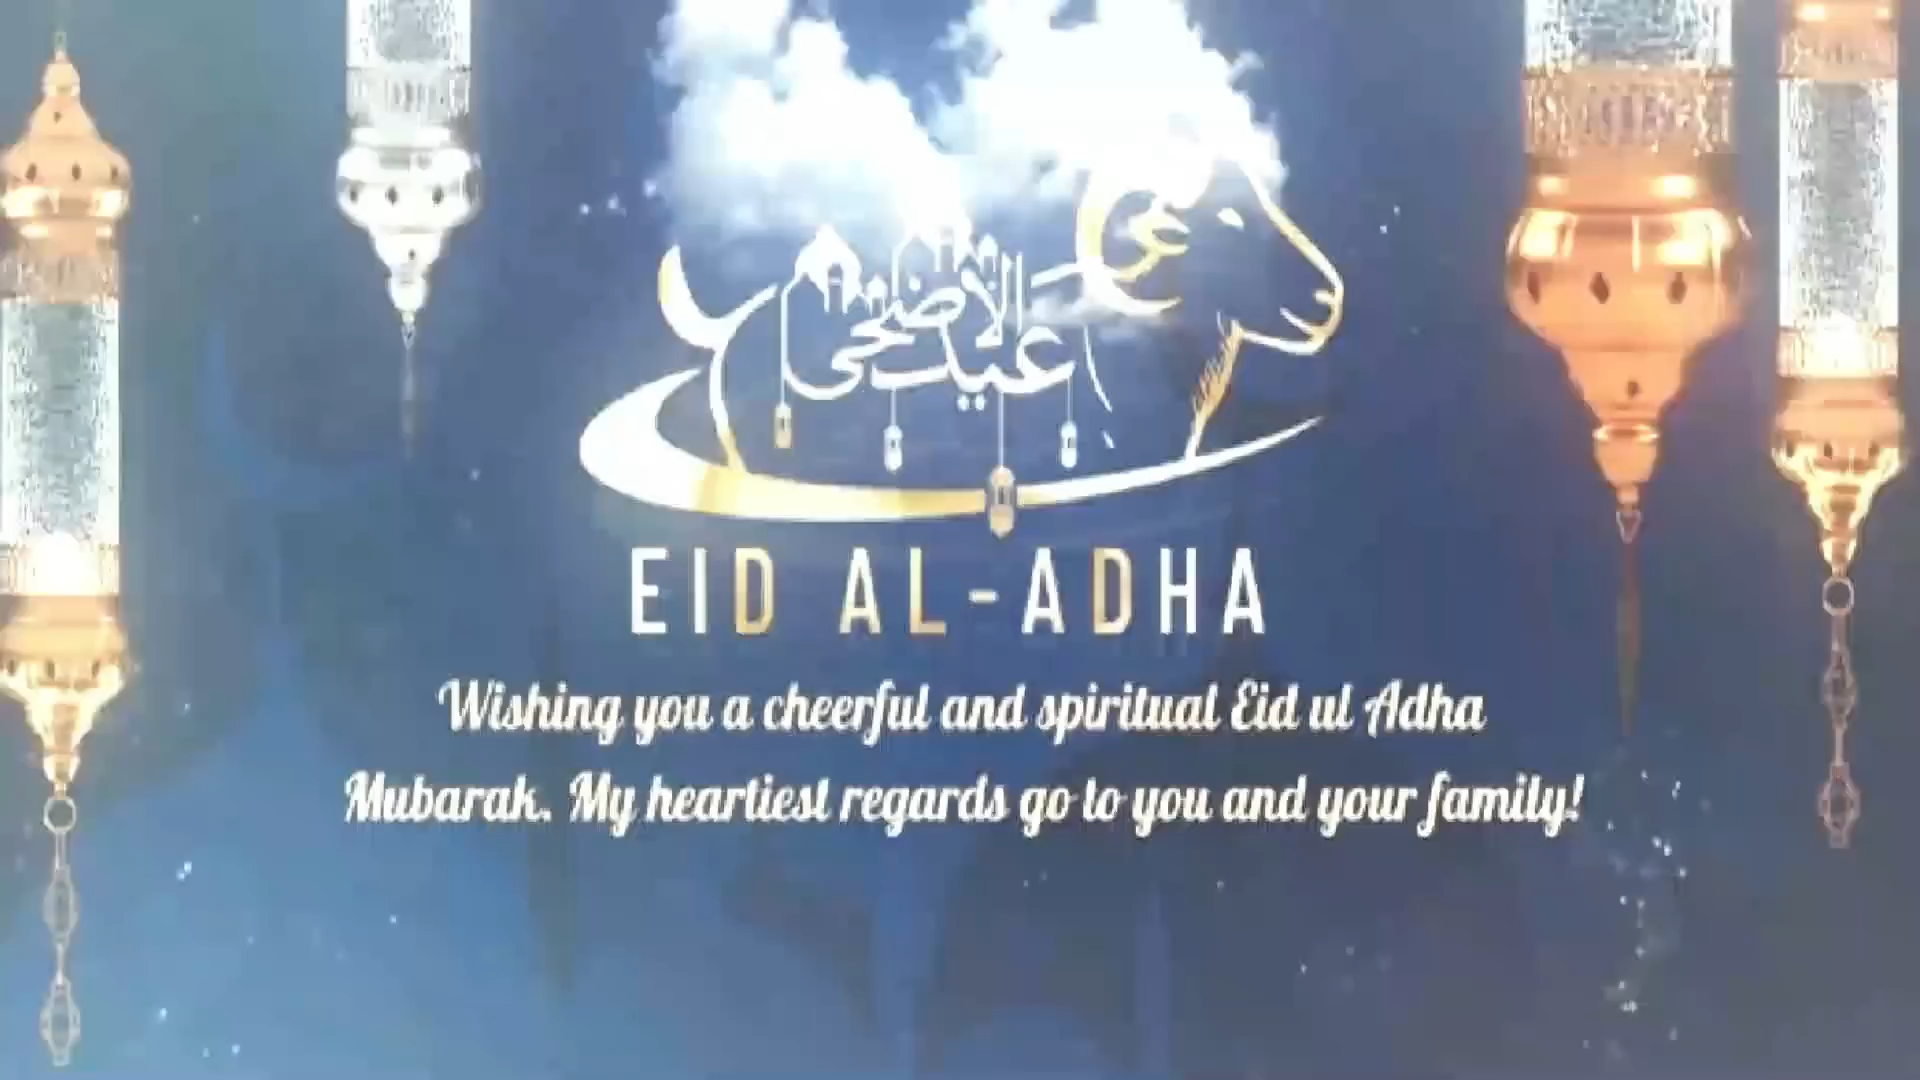 عيد الاضحى
EID AL-ADHA
Wishing you a cheerful and spiritual Eid ul Adha
Mubarak. My heartiest regards go to you and your family!